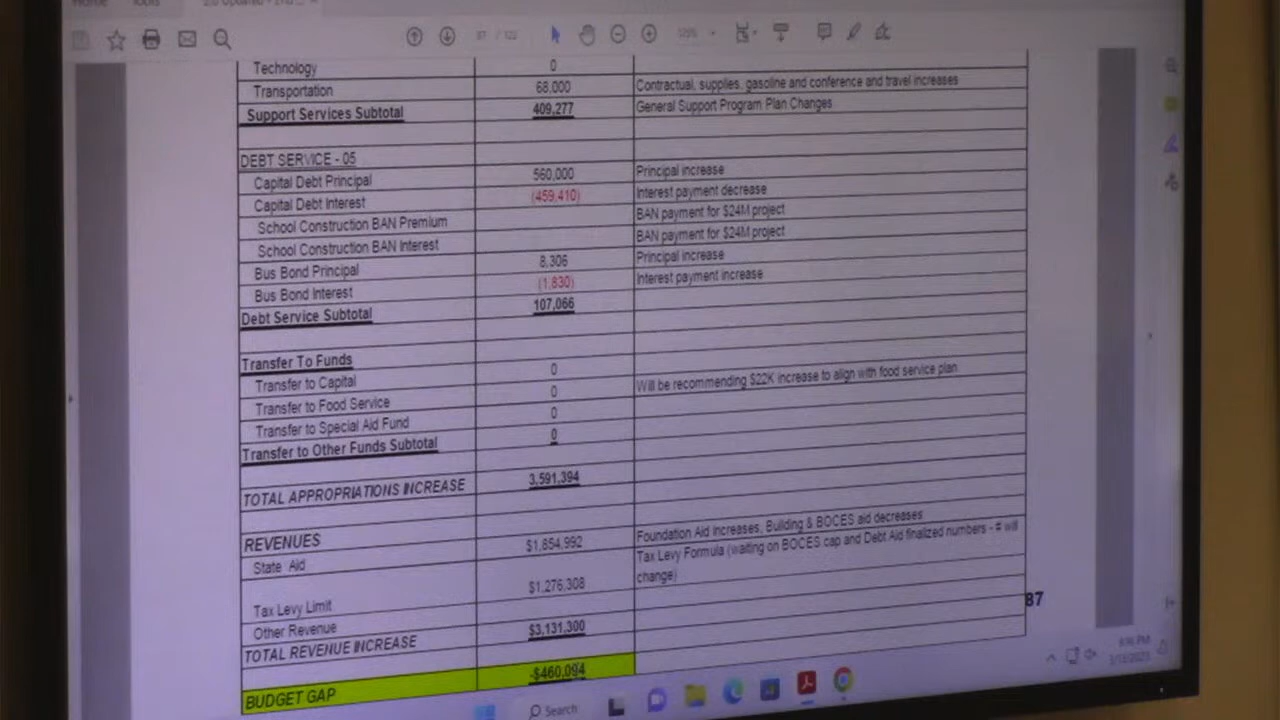 Home Tools
87 / 122
125%
Technology 0
Transportation 68,000 Contractual, supplies, gasoline and conference and travel increases
Support Services Subtotal 409,277 General Support Program Plan Changes
DEBT SERVICE - 05
Capital Debt Principal 560,000 Principal increase
Capital Debt Interest (459,410) Interest payment decrease
School Construction BAN Premium BAN payment for $24M project
School Construction BAN Interest BAN payment for $24M project
Bus Bond Principal 8,306 Principal increase
Bus Bond Interest (1,830) Interest payment increase
Debt Service Subtotal 107,066
Transfer To Funds
Transfer to Capital 0
Transfer to Food Service 0 Will be recommending $22K increase to align with food service plan
Transfer to Special Aid Fund 0
Transfer to Other Funds Subtotal 0
TOTAL APPROPRIATIONS INCREASE 3,591,394
REVENUES
State Aid $1,854,992 Foundation Aid increases, Building & BOCES aid decreases
Tax Levy Formula (waiting on BOCES cap and Debt Aid finalized numbers - # will
Tax Levy Limit $1,276,308 change)
Other Revenue
TOTAL REVENUE INCREASE $3,131,300
BUDGET GAP -$460,094
87
Search